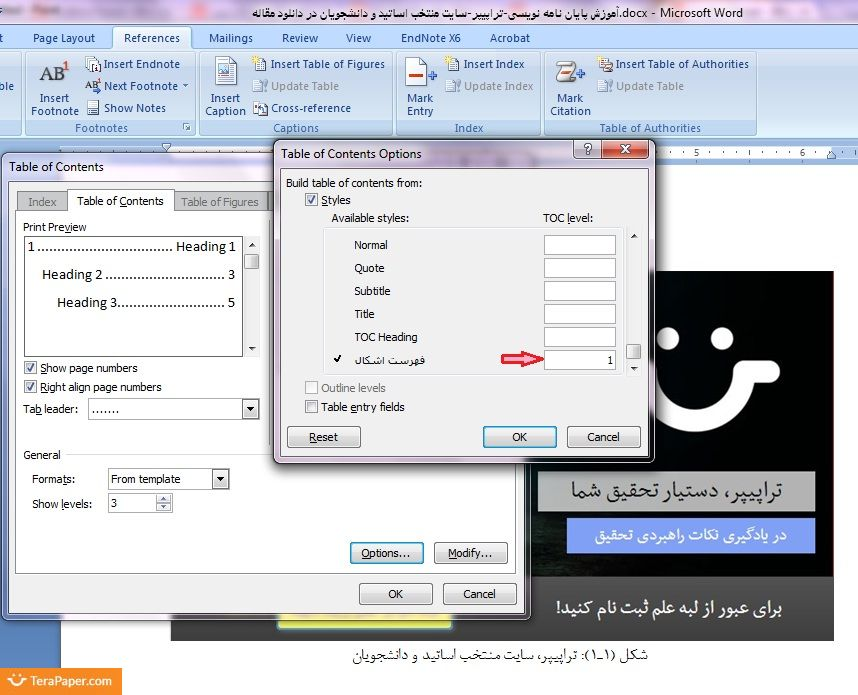 آموزش پایان نامه نویسی-تراپیپر-سایت منتخب اساتید و دانشجویان در دانلود مقاله.docx - Microsoft Word
Page Layout References Mailings Review View EndNote X6 Acrobat
AB¹ Insert Footnote
Insert Endnote
Next Footnote
Show Notes
Footnotes
Insert Caption
Insert Table of Figures
Update Table
Cross-reference
Captions
Mark Entry
Insert Index
Update Index
Index
Mark Citation
Insert Table of Authorities
Update Table
Table of Authorities
5 6
Table of Contents
Index Table of Contents Table of Figures
Print Preview
1 ................................ Heading 1
Heading 2 ............................ 3
Heading 3......................... 5
Show page numbers
Right align page numbers
Tab leader: .......
General
Formats: From template
Show levels: 3
Options... Modify...
OK Cancel
Table of Contents Options
Build table of contents from:
Styles
Available styles: TOC level:
Normal
Quote
Subtitle
Title
TOC Heading
فهرست اشکال 1
Outline levels
Table entry fields
Reset OK Cancel
تراپیپر، دستیار تحقیق شما
در یادگیری نکات راهبردی تحقیق
برای عبور از لبه علم ثبت نام کنید!
شکل (۱ـ۱): تراپیپر، سایت منتخب اساتید و دانشجویان
TeraPaper.com